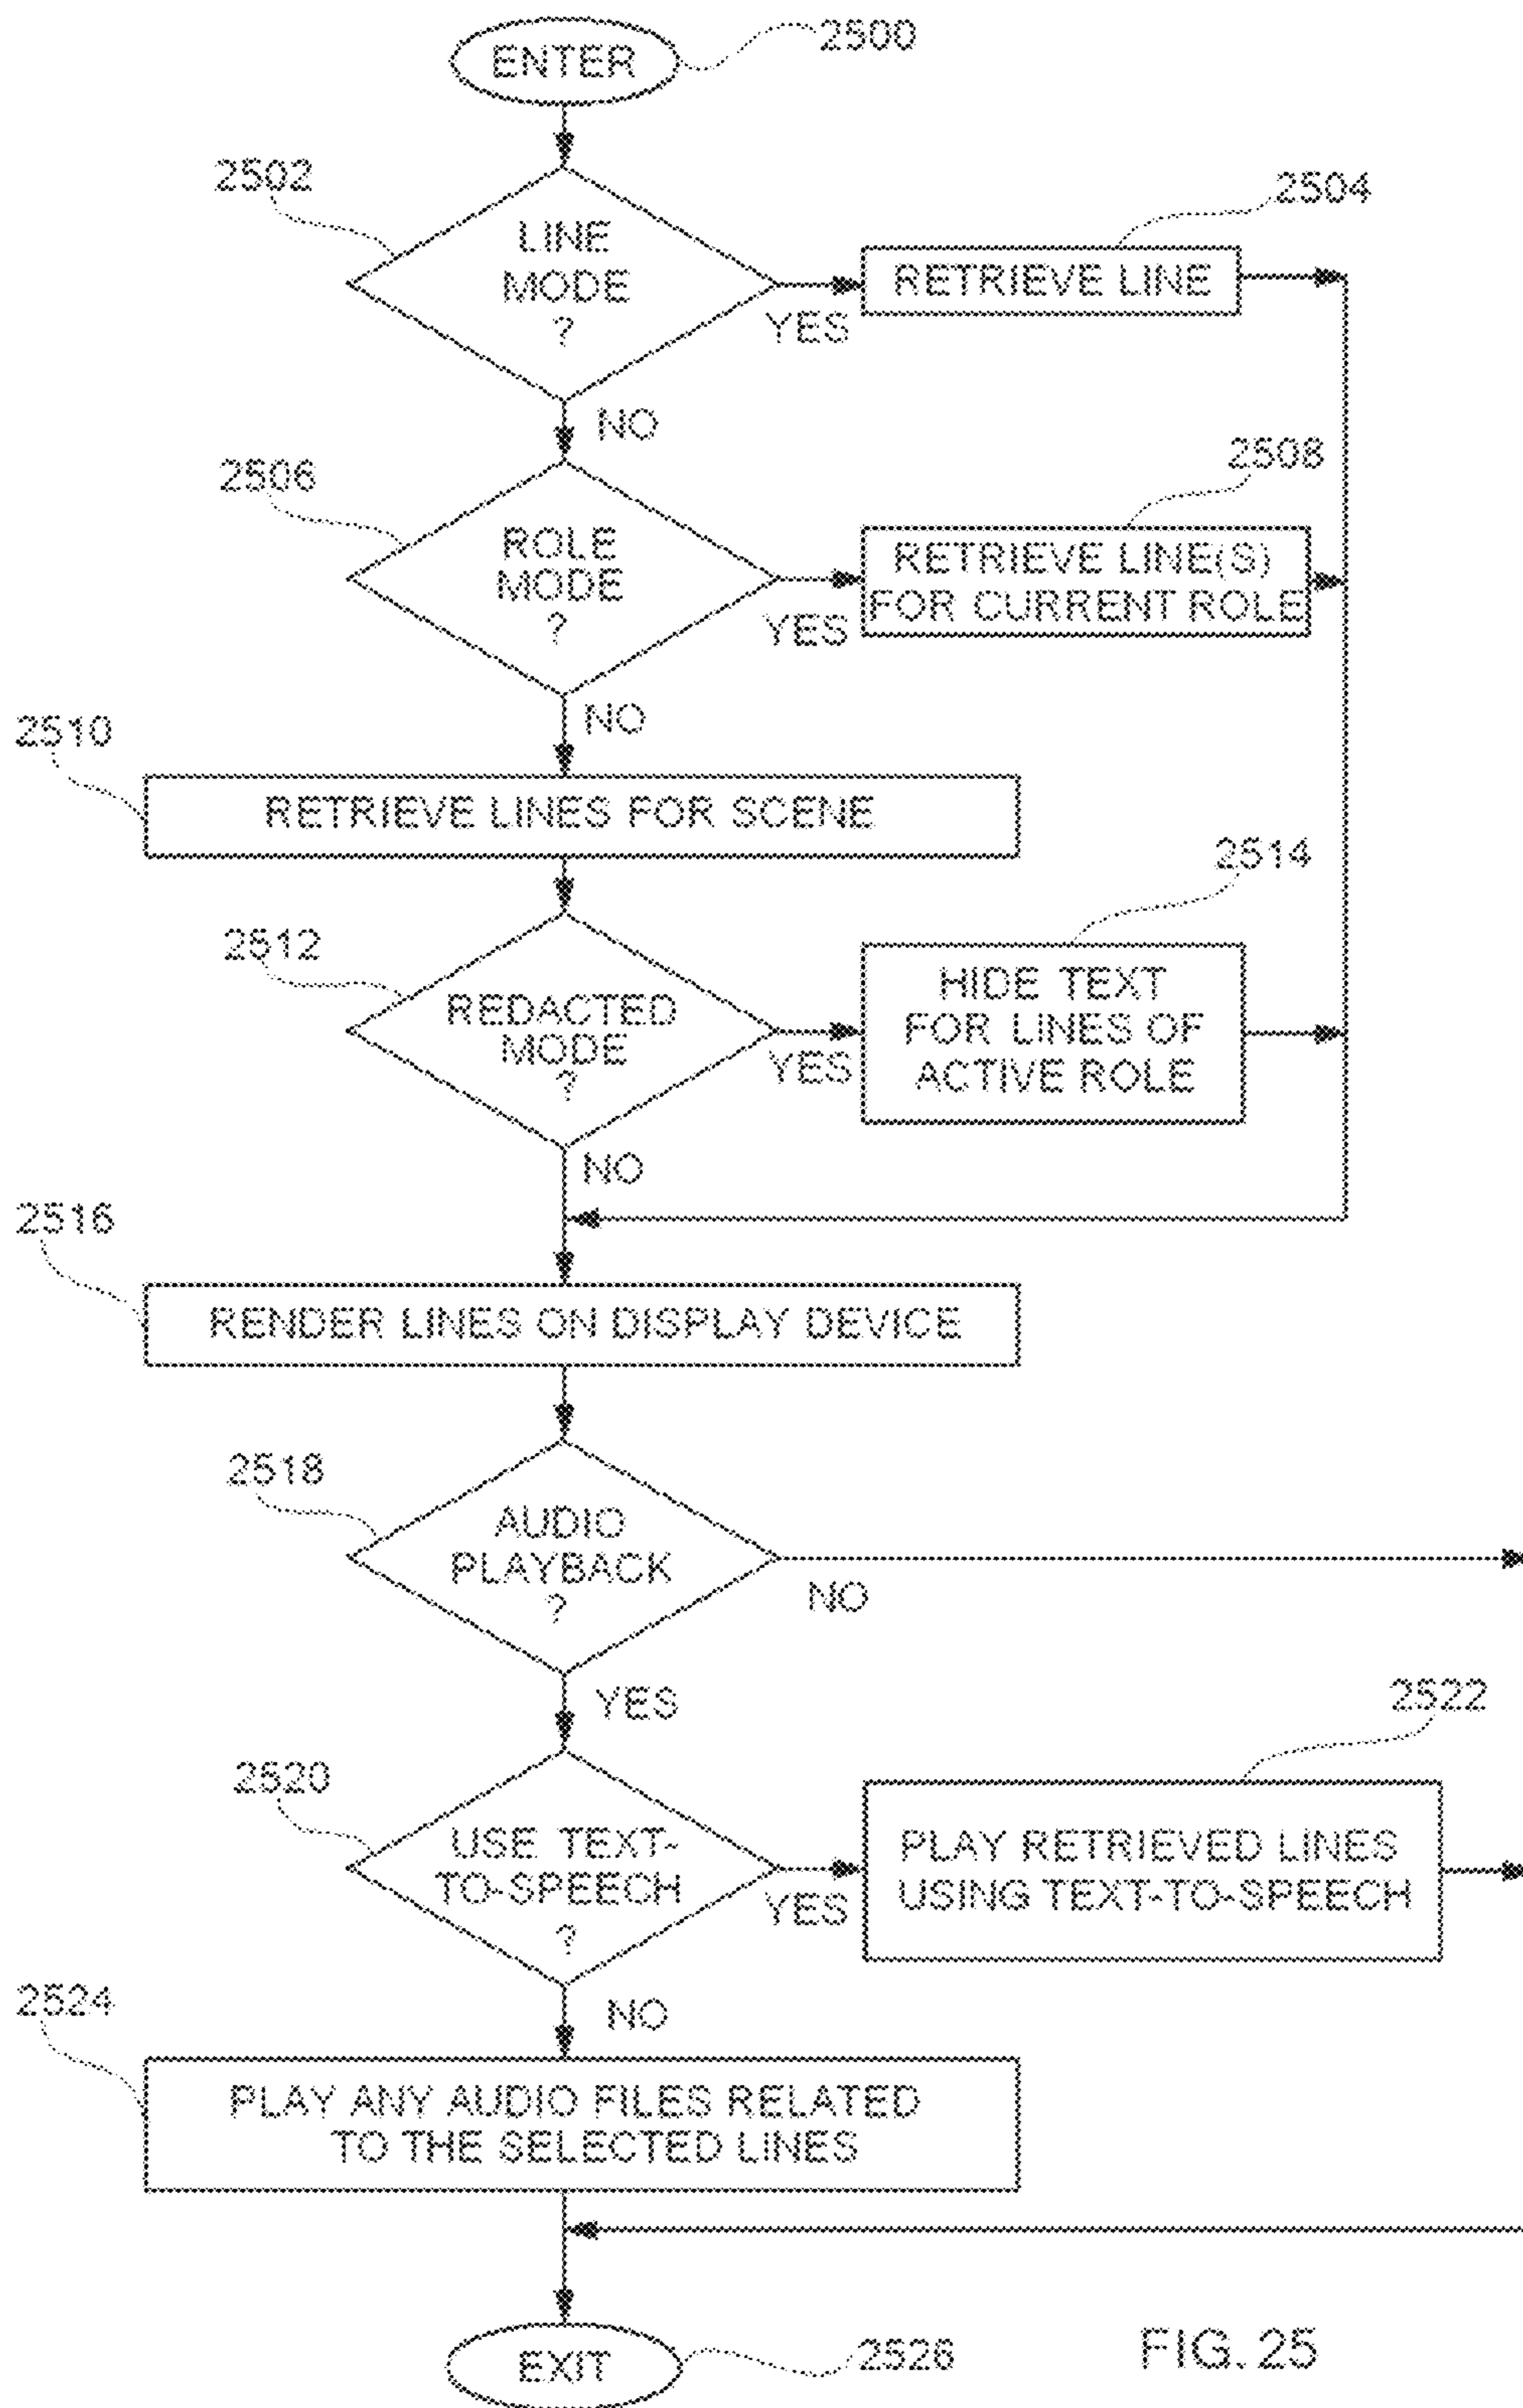 ENTER
2500
2502
LINE
MODE
?
YES
2504
RETRIEVE LINE
NO
2506
ROLE
MODE
?
YES
2508
RETRIEVE LINE(S)
FOR CURRENT ROLE
NO
2510
RETRIEVE LINES FOR SCENE
2512
REDACTED
MODE
?
YES
2514
HIDE TEXT
FOR LINES OF
ACTIVE ROLE
NO
2516
RENDER LINES ON DISPLAY DEVICE
2518
AUDIO
PLAYBACK
?
NO
YES
2520
USE TEXT-
TO-SPEECH
?
YES
2522
PLAY RETRIEVED LINES
USING TEXT-TO-SPEECH
NO
2524
PLAY ANY AUDIO FILES RELATED
TO THE SELECTED LINES
EXIT
2526
FIG. 25